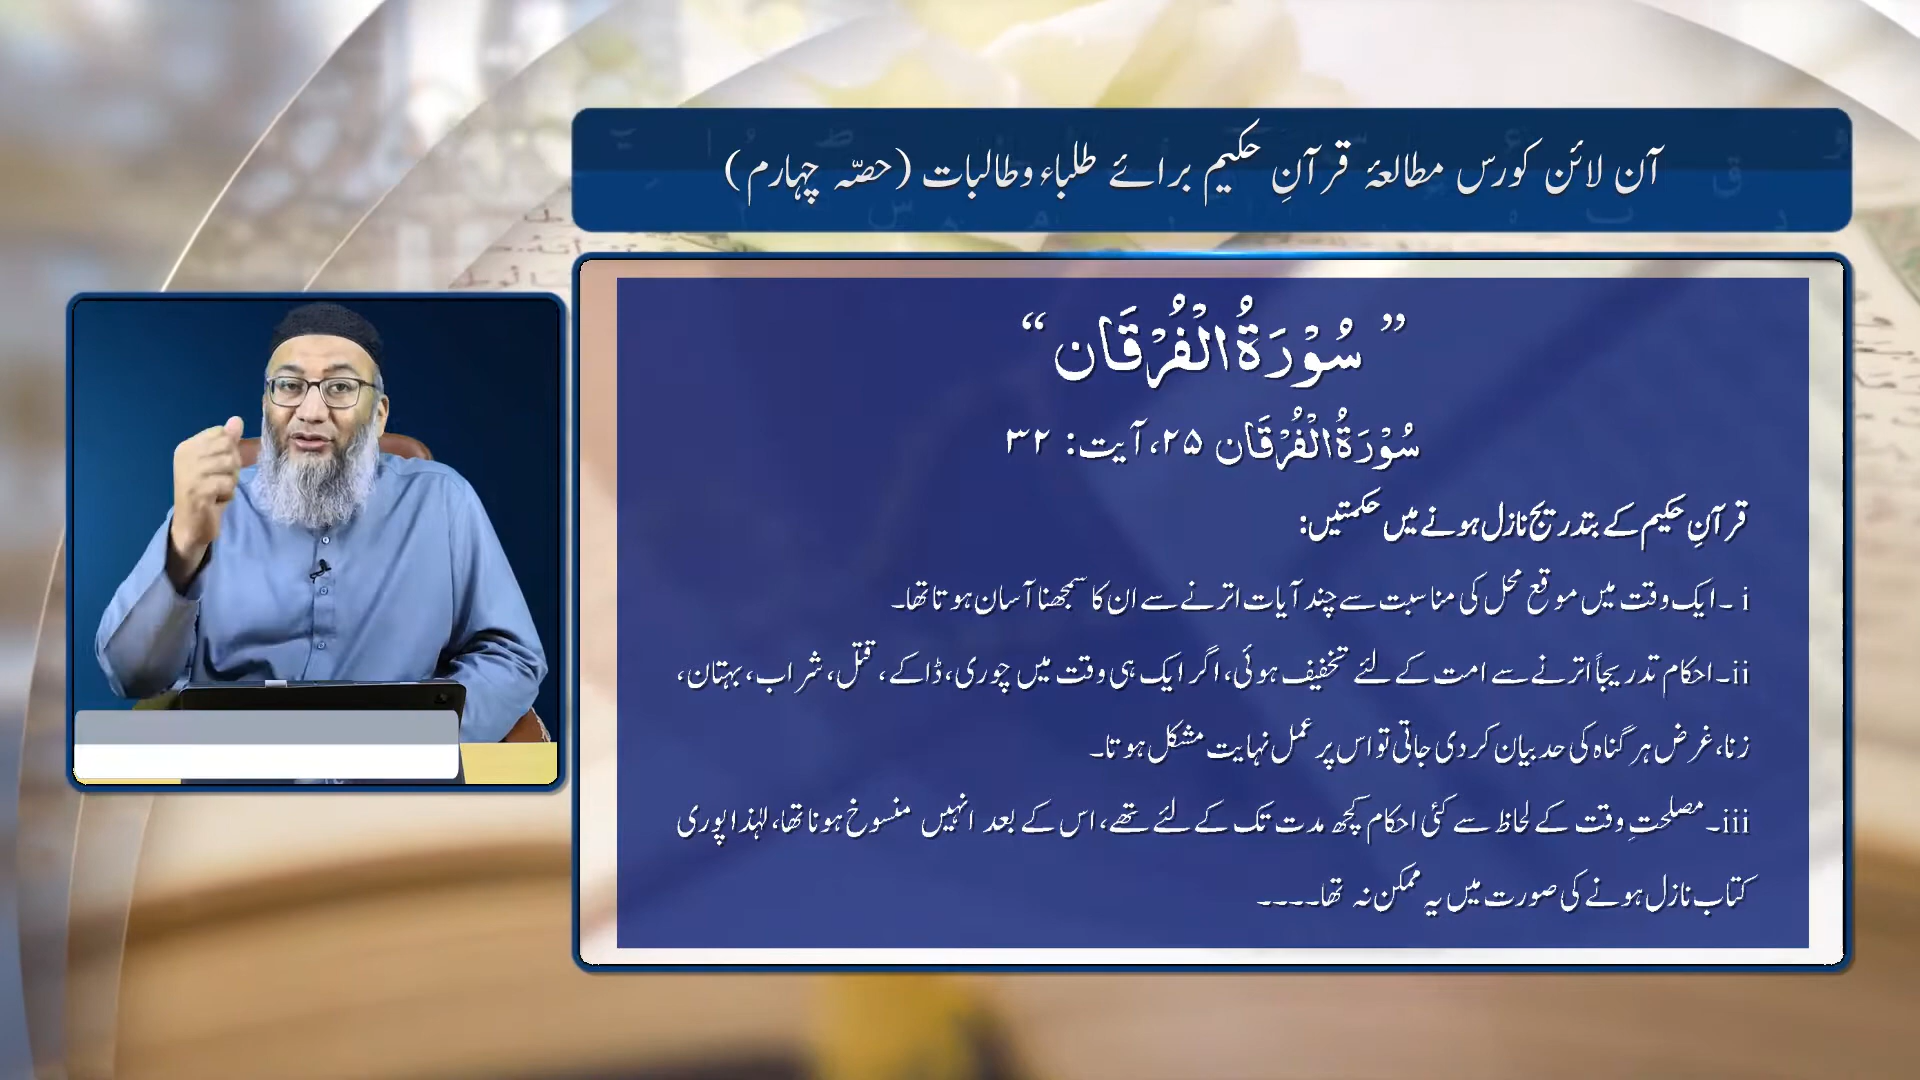 آن لائن کورس مطالعۂ قرآنِ حکیم برائے طلباء وطالبات (حصّہ چہارم)
” سُوْرَۃُ الْفُرْقَان “
سُوْرَۃُ الْفُرْقَان ۲۵، آیت: ۳۲
قرآنِ حکیم کے بتدریج نازل ہونے میں حکمتیں:
i ۔ ایک وقت میں موقع محل کی مناسبت سے چند آیات اترنے سے ان کا سمجھنا آسان ہوتا تھا۔
ii۔ احکام تدریجاً اترنے سے امت کے لئے تخفیف ہوئی، اگر ایک ہی وقت میں چوری، ڈاکے، قتل، شراب، بہتان،
زنا، غرض ہر گناہ کی حد بیان کر دی جاتی تو اس پر عمل نہایت مشکل ہوتا۔
iii۔ مصلحتِ وقت کے لحاظ سے کئی احکام کچھ مدت تک کے لئے تھے، اس کے بعد انہیں منسوخ ہونا تھا، لہٰذا پوری
کتاب نازل ہونے کی صورت میں یہ ممکن نہ تھا۔۔۔۔